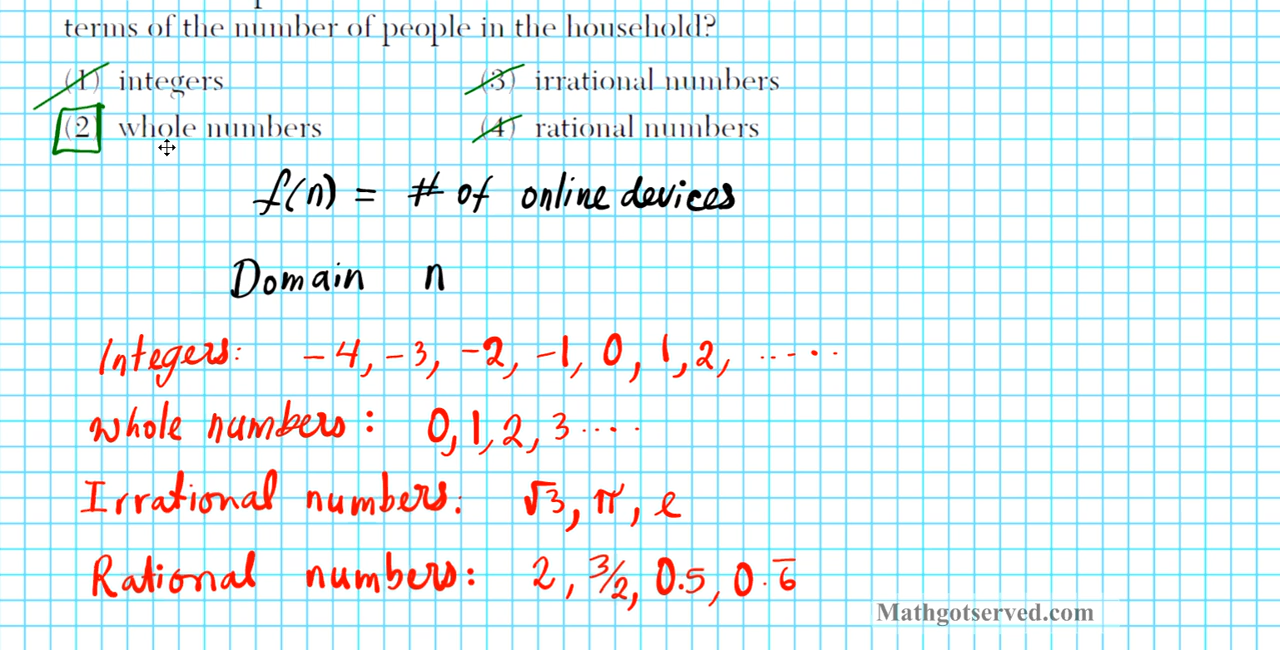 terms of the number of people in the household?
(1) integers
(3) irrational numbers
(2) whole numbers
(4) rational numbers
f(n) = # of online devices
Domain n
Integers: -4, -3, -2, -1, 0, 1, 2, ......
whole numbers: 0, 1, 2, 3....
Irrational numbers: √3, π, e
Rational numbers: 2, 3/2, 0.5, 0.6̅
Mathgotserved.com